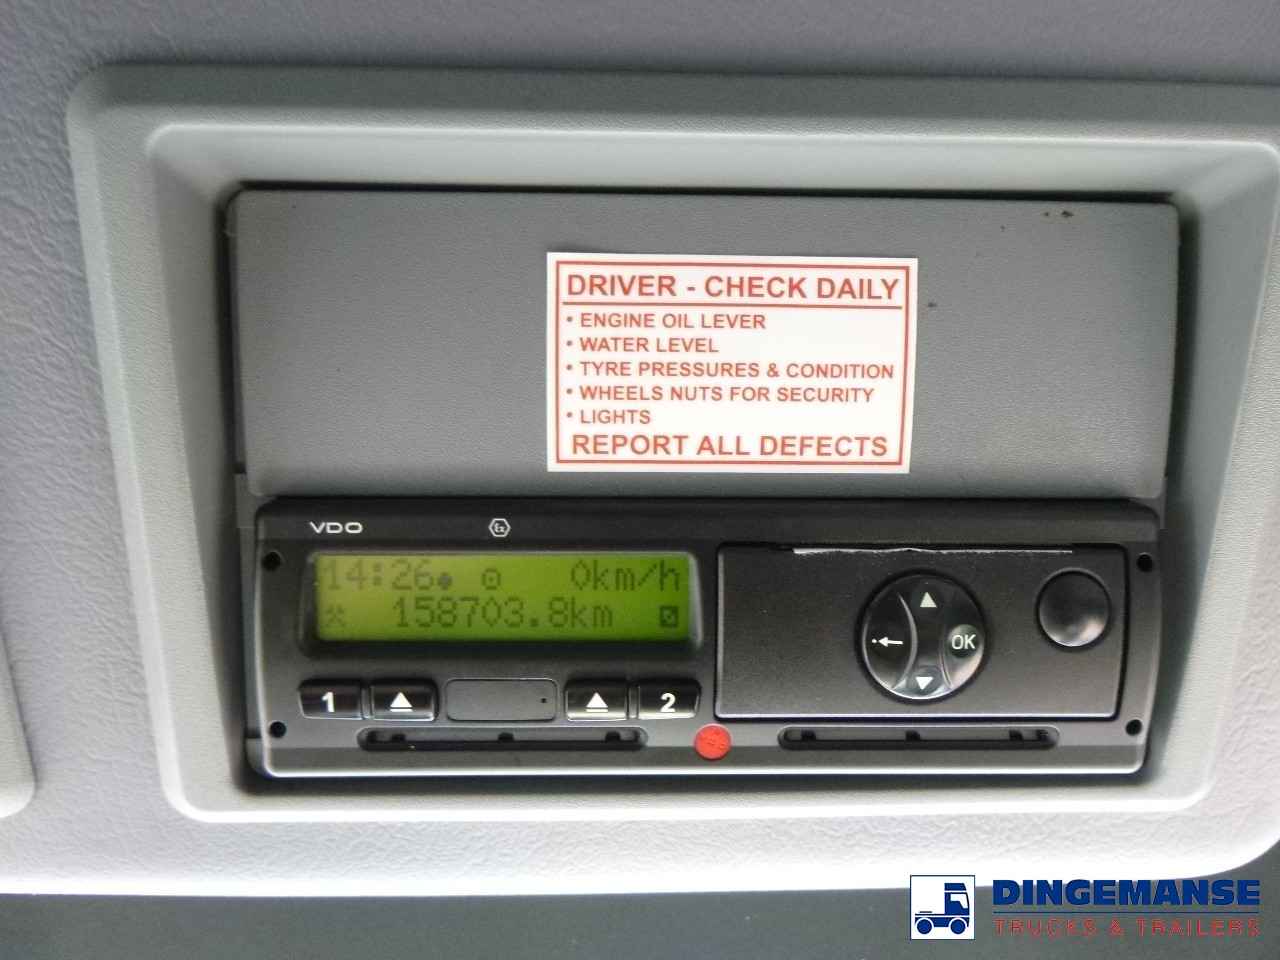 DRIVER - CHECK DAILY
• ENGINE OIL LEVER
• WATER LEVEL
• TYRE PRESSURES & CONDITION
• WHEELS NUTS FOR SECURITY
• LIGHTS
REPORT ALL DEFECTS
VDO Ex
14:26 0km/h
158703.8km
OK
1 2
DINGEMANSE
TRUCKS & TRAILERS